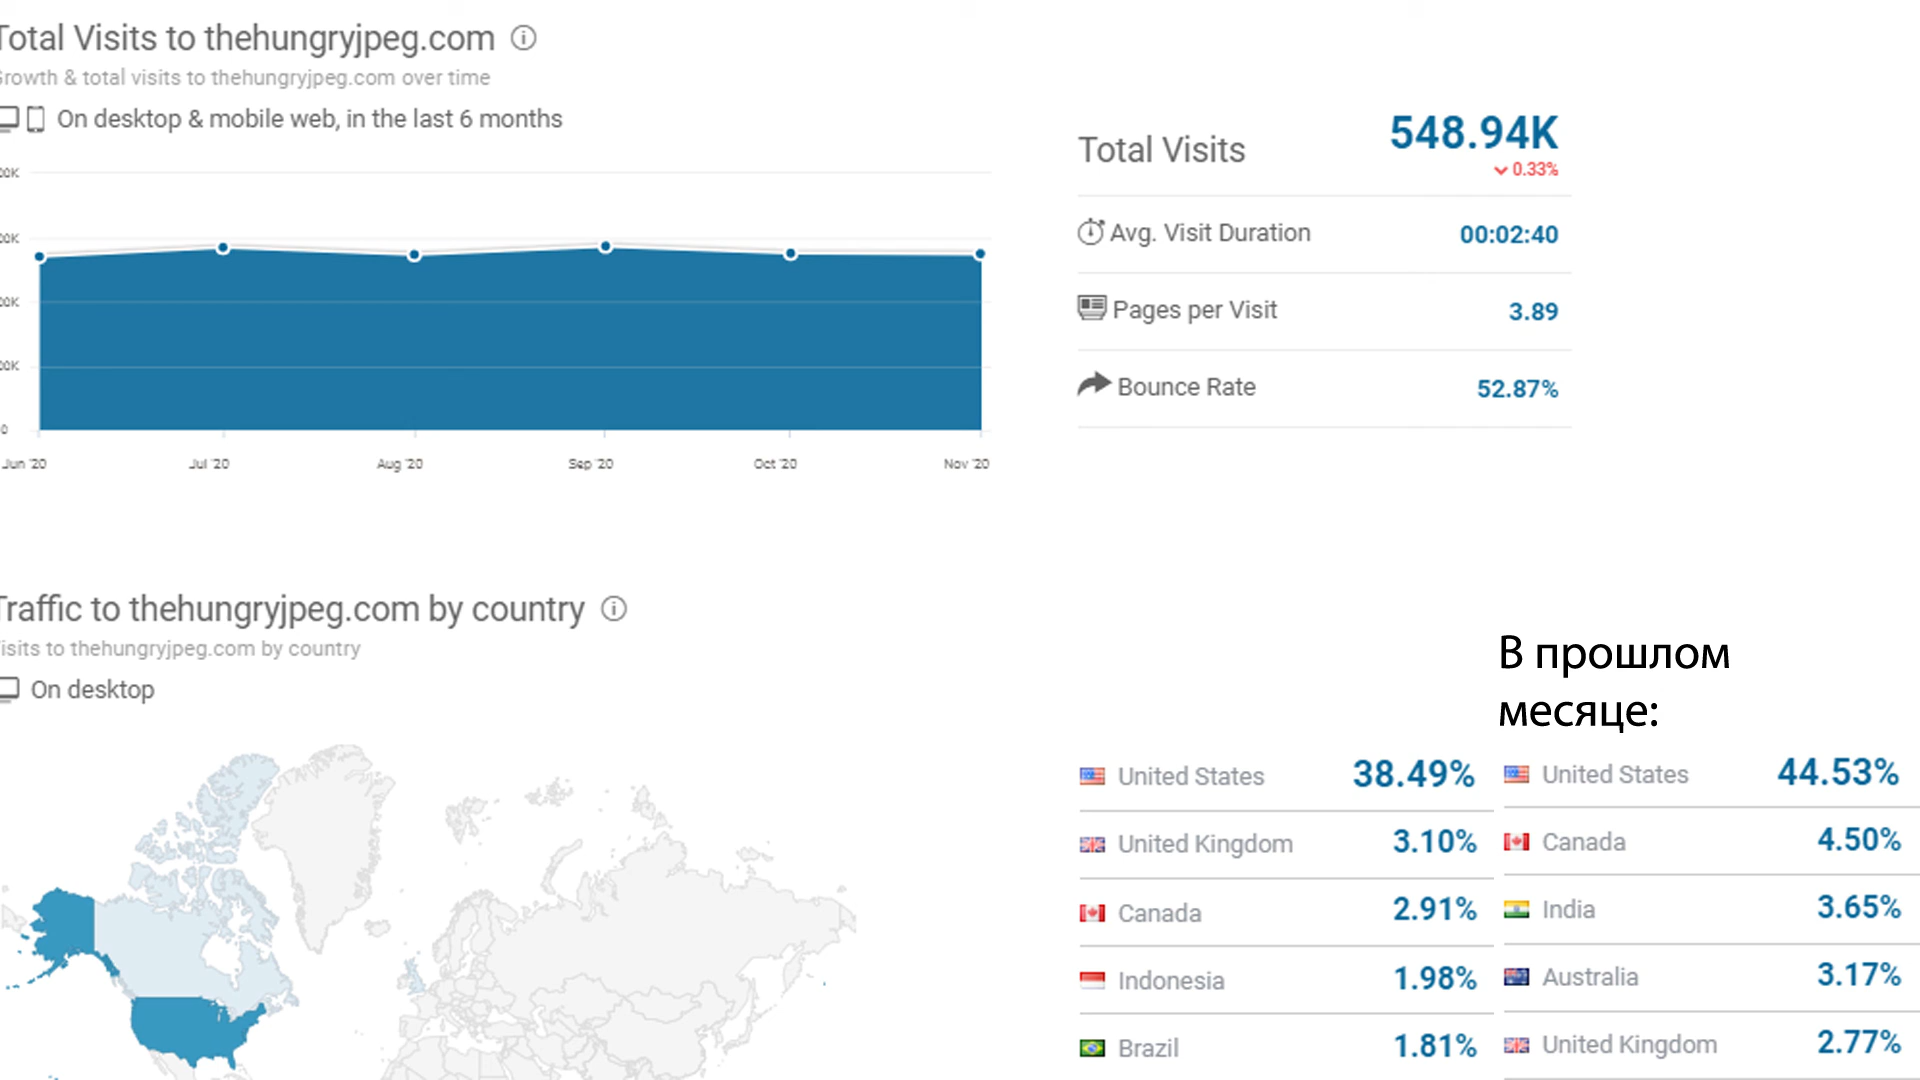 Total Visits to thehungryjpeg.com
Growth & total visits to thehungryjpeg.com over time
On desktop & mobile web, in the last 6 months
0
Jun '20
Jul '20
Aug '20
Sep '20
Oct '20
Nov '20
Total Visits
548.94K
0.33%
Avg. Visit Duration
00:02:40
Pages per Visit
3.89
Bounce Rate
52.87%
Traffic to thehungryjpeg.com by country
Visits to thehungryjpeg.com by country
On desktop
United States 38.49%
United Kingdom 3.10%
Canada 2.91%
Indonesia 1.98%
Brazil 1.81%
В прошлом
месяце:
United States 44.53%
Canada 4.50%
India 3.65%
Australia 3.17%
United Kingdom 2.77%